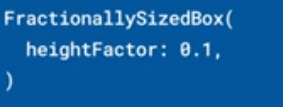 FractionallySizedBox(
  heightFactor: 0.1,
)